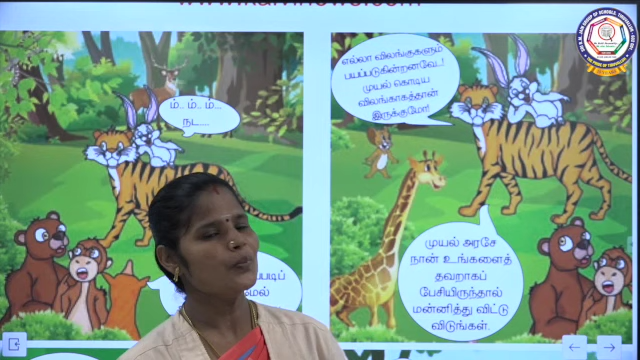 ம்.. ம்.. ம்...
நட.....
எல்லா விலங்குகளும்
பயப்படுகின்றனவே..!
முயல் கொடிய
விலங்காகத்தான்
இருக்குமோ!
முயல் அரசே
நான் உங்களைத்
தவறாகப்
பேசியிருந்தால்
மன்னித்து விட்டு
விடுங்கள்.